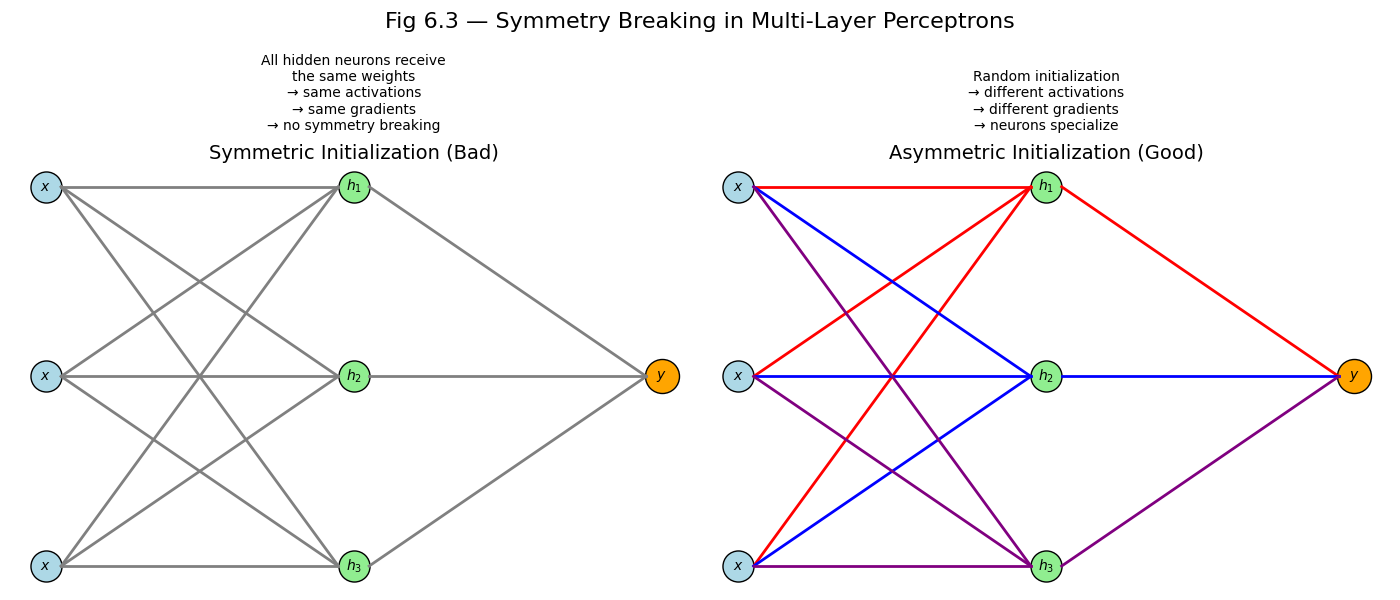 Fig 6.3 — Symmetry Breaking in Multi-Layer Perceptrons
All hidden neurons receive
the same weights
→ same activations
→ same gradients
→ no symmetry breaking
Symmetric Initialization (Bad)
x
h₁
x
h₂
y
x
h₃
Random initialization
→ different activations
→ different gradients
→ neurons specialize
Asymmetric Initialization (Good)
x
h₁
x
h₂
y
x
h₃